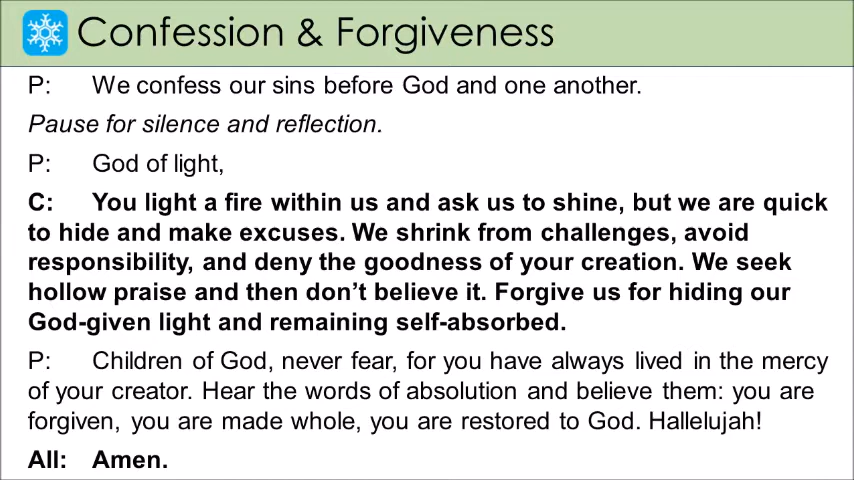 Confession & Forgiveness
P: We confess our sins before God and one another.
Pause for silence and reflection.
P: God of light,
C: You light a fire within us and ask us to shine, but we are quick
to hide and make excuses. We shrink from challenges, avoid
responsibility, and deny the goodness of your creation. We seek
hollow praise and then don’t believe it. Forgive us for hiding our
God-given light and remaining self-absorbed.
P: Children of God, never fear, for you have always lived in the mercy
of your creator. Hear the words of absolution and believe them: you are
forgiven, you are made whole, you are restored to God. Hallelujah!
All: Amen.